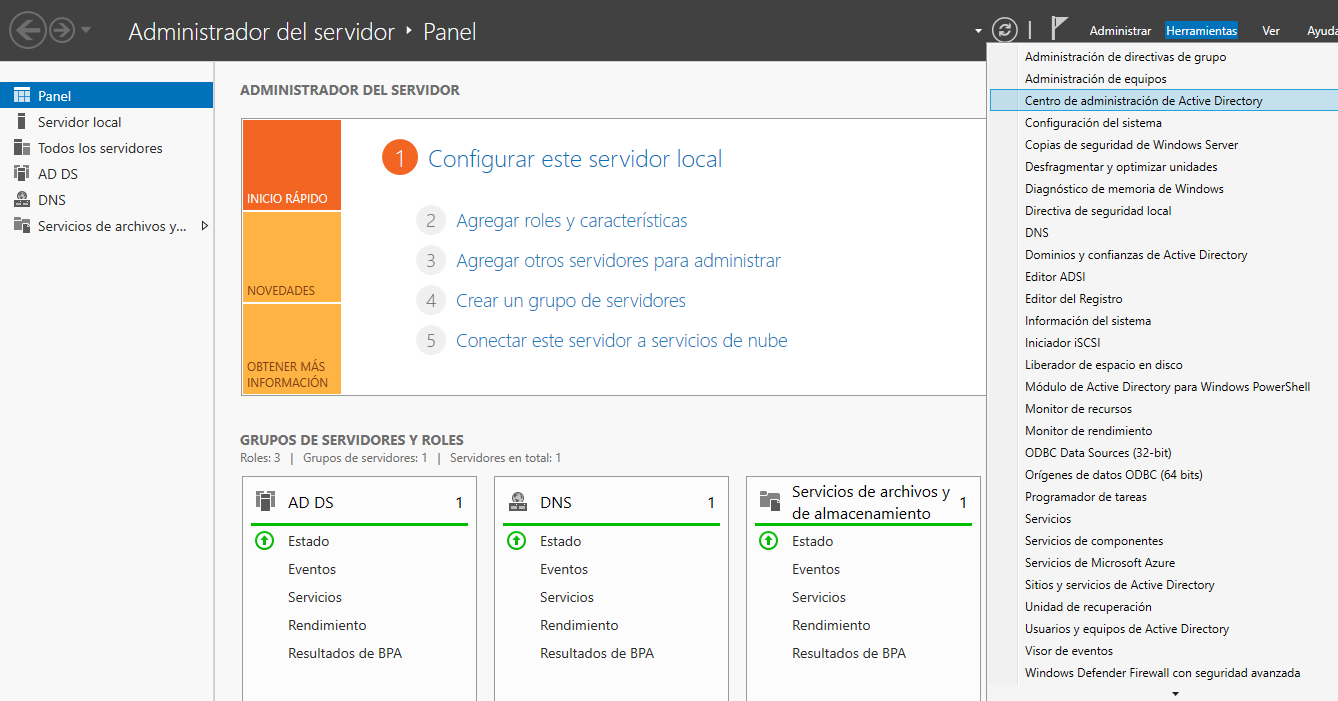 Administrador del servidor ‣ Panel
Administrar
Herramientas
Ver
Ayuda
Panel
Servidor local
Todos los servidores
AD DS
DNS
Servicios de archivos y...
ADMINISTRADOR DEL SERVIDOR
INICIO RÁPIDO
NOVEDADES
OBTENER MÁS
INFORMACIÓN
1 Configurar este servidor local
2 Agregar roles y características
3 Agregar otros servidores para administrar
4 Crear un grupo de servidores
5 Conectar este servidor a servicios de nube
GRUPOS DE SERVIDORES Y ROLES
Roles: 3 | Grupos de servidores: 1 | Servidores en total: 1
AD DS 1
Estado
Eventos
Servicios
Rendimiento
Resultados de BPA
DNS 1
Estado
Eventos
Servicios
Rendimiento
Resultados de BPA
Servicios de archivos y
de almacenamiento 1
Estado
Eventos
Servicios
Rendimiento
Resultados de BPA
Administración de directivas de grupo
Administración de equipos
Centro de administración de Active Directory
Configuración del sistema
Copias de seguridad de Windows Server
Desfragmentar y optimizar unidades
Diagnóstico de memoria de Windows
Directiva de seguridad local
DNS
Dominios y confianzas de Active Directory
Editor ADSI
Editor del Registro
Información del sistema
Iniciador iSCSI
Liberador de espacio en disco
Módulo de Active Directory para Windows PowerShell
Monitor de recursos
Monitor de rendimiento
ODBC Data Sources (32-bit)
Orígenes de datos ODBC (64 bits)
Programador de tareas
Servicios
Servicios de componentes
Servicios de Microsoft Azure
Sitios y servicios de Active Directory
Unidad de recuperación
Usuarios y equipos de Active Directory
Visor de eventos
Windows Defender Firewall con seguridad avanzada